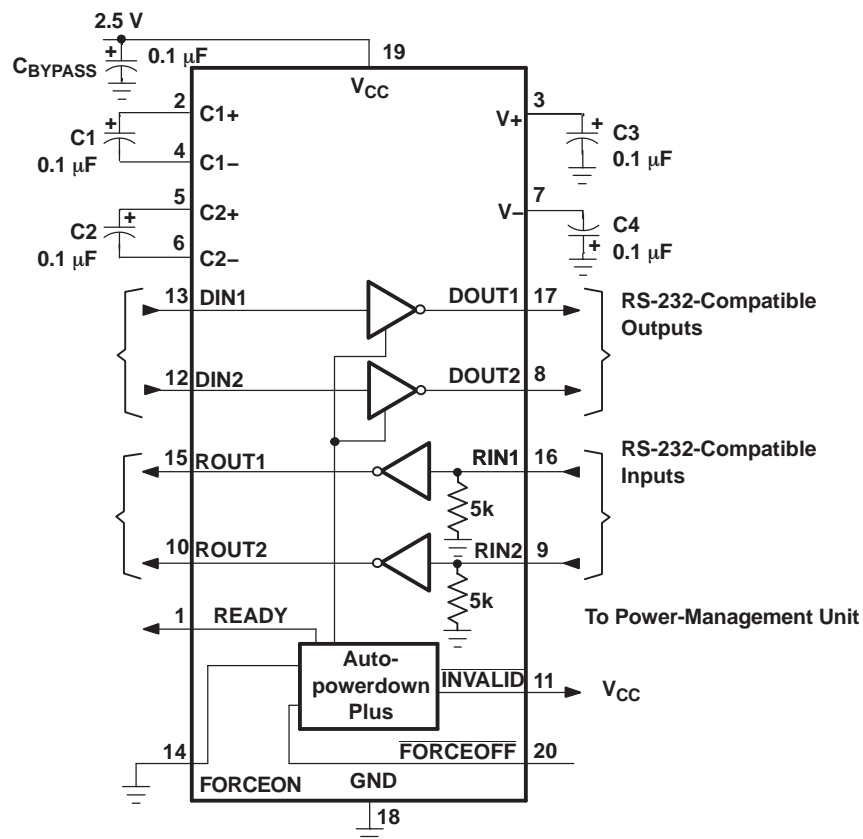 2.5 V
C_BYPASS
+
0.1 μF
19
V_CC
2
C1+
C1
+
0.1 μF
4
C1−
5
C2+
C2
+
0.1 μF
6
C2−
3
V+
+
C3
0.1 μF
7
V−
C4
+
0.1 μF
13
DIN1
DOUT1
17
12
DIN2
DOUT2
8
RS-232-Compatible
Outputs
15
ROUT1
RIN1
16
5k
10
ROUT2
RIN2
9
5k
RS-232-Compatible
Inputs
1
READY
To Power-Management Unit
Auto-
powerdown
Plus
INVALID
11
V_CC
14
FORCEON
FORCEOFF
20
GND
18